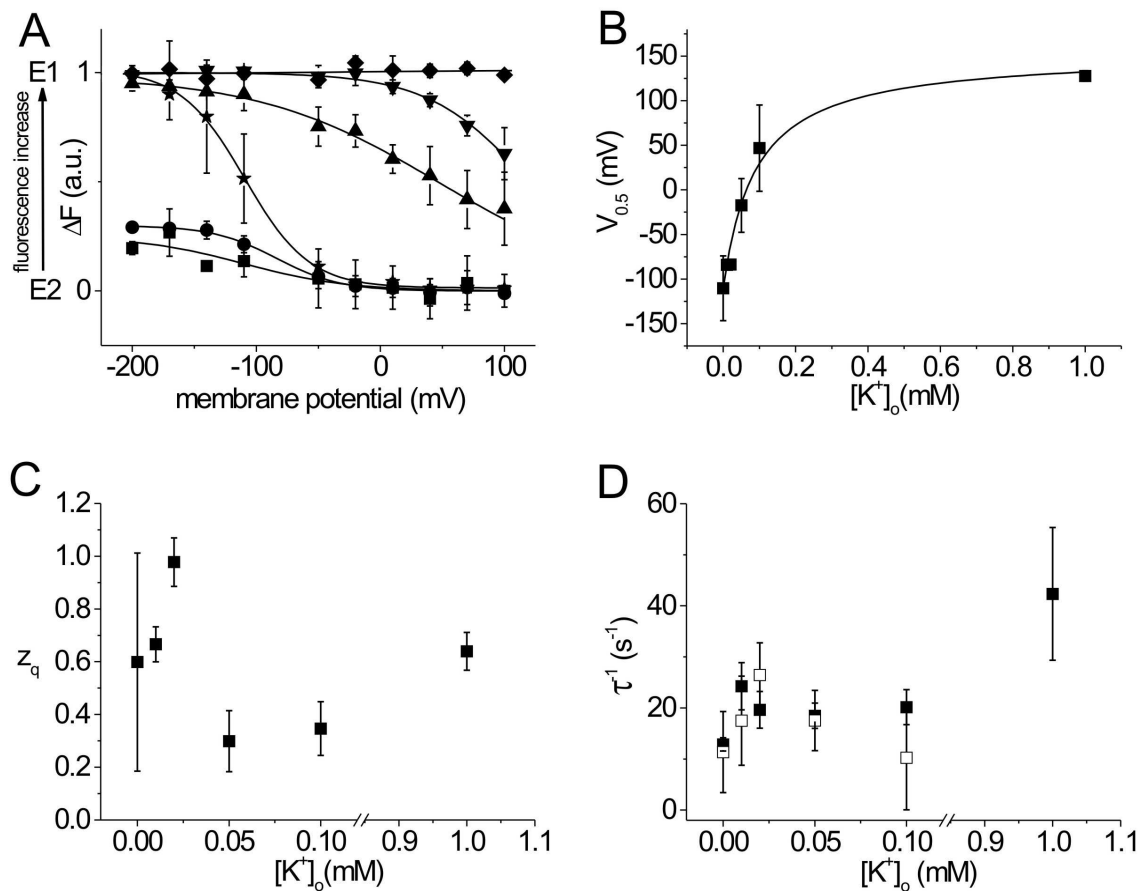 A
E1
1
fluorescence increase
ΔF (a.u.)
E2
0
-200
-100
0
100
membrane potential (mV)
B
150
100
50
0
-50
-100
-150
V0.5 (mV)
0.0
0.2
0.4
0.6
0.8
1.0
[K+]o(mM)
C
1.2
1.0
0.8
0.6
0.4
0.2
0.0
zq
0.00
0.05
0.10
0.9
1.0
1.1
[K+]o(mM)
D
60
40
20
0
τ-1 (s-1)
0.00
0.05
0.10
0.9
1.0
1.1
[K+]o(mM)